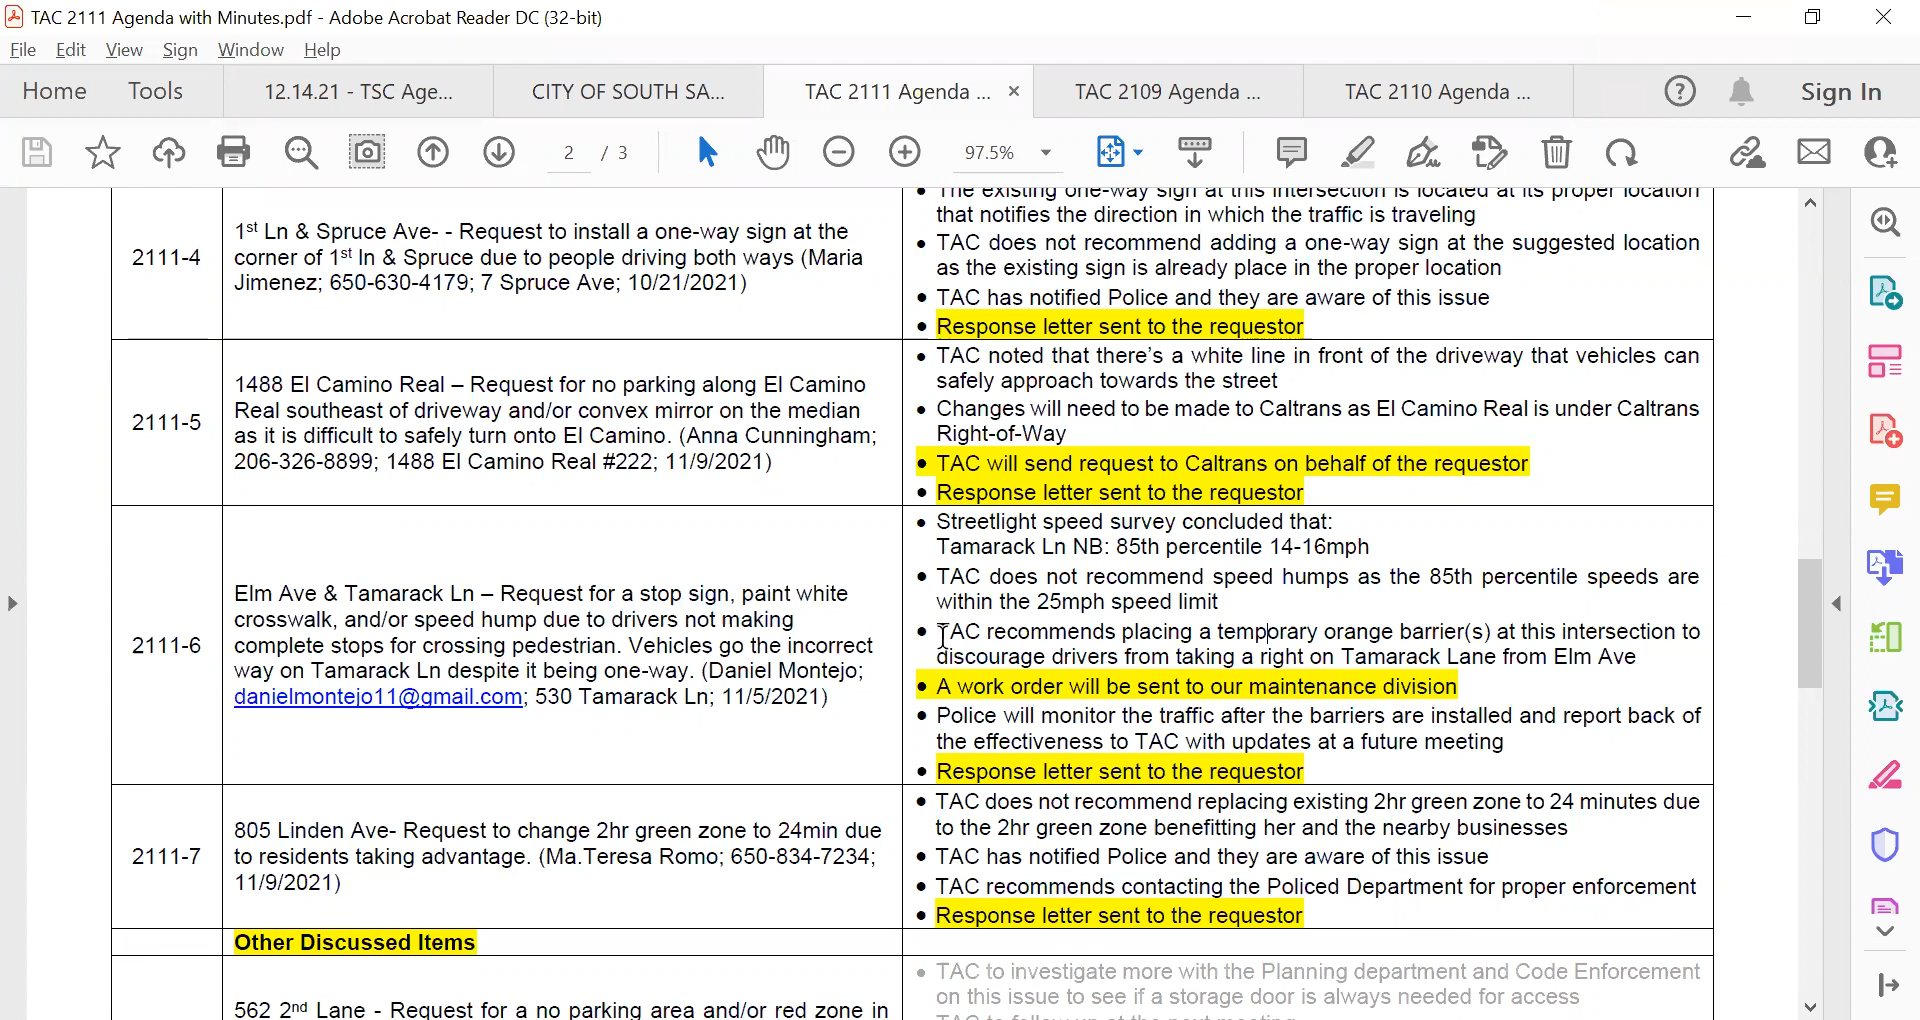 TAC 2111 Agenda with Minutes.pdf - Adobe Acrobat Reader DC (32-bit)
File Edit View Sign Window Help
Home Tools 12.14.21 - TSC Age... CITY OF SOUTH SA... TAC 2111 Agenda ... × TAC 2109 Agenda ... TAC 2110 Agenda ... Sign In
2 / 3 97.5%
2111-4
1st Ln & Spruce Ave- - Request to install a one-way sign at the
corner of 1st ln & Spruce due to people driving both ways (Maria
Jimenez; 650-630-4179; 7 Spruce Ave; 10/21/2021)
• The existing one-way sign at this intersection is located at its proper location
that notifies the direction in which the traffic is traveling
• TAC does not recommend adding a one-way sign at the suggested location
as the existing sign is already place in the proper location
• TAC has notified Police and they are aware of this issue
• Response letter sent to the requestor
2111-5
1488 El Camino Real – Request for no parking along El Camino
Real southeast of driveway and/or convex mirror on the median
as it is difficult to safely turn onto El Camino. (Anna Cunningham;
206-326-8899; 1488 El Camino Real #222; 11/9/2021)
• TAC noted that there's a white line in front of the driveway that vehicles can
safely approach towards the street
• Changes will need to be made to Caltrans as El Camino Real is under Caltrans
Right-of-Way
• TAC will send request to Caltrans on behalf of the requestor
• Response letter sent to the requestor
2111-6
Elm Ave & Tamarack Ln – Request for a stop sign, paint white
crosswalk, and/or speed hump due to drivers not making
complete stops for crossing pedestrian. Vehicles go the incorrect
way on Tamarack Ln despite it being one-way. (Daniel Montejo;
danielmontejo11@gmail.com; 530 Tamarack Ln; 11/5/2021)
• Streetlight speed survey concluded that:
Tamarack Ln NB: 85th percentile 14-16mph
• TAC does not recommend speed humps as the 85th percentile speeds are
within the 25mph speed limit
• TAC recommends placing a temporary orange barrier(s) at this intersection to
discourage drivers from taking a right on Tamarack Lane from Elm Ave
• A work order will be sent to our maintenance division
• Police will monitor the traffic after the barriers are installed and report back of
the effectiveness to TAC with updates at a future meeting
• Response letter sent to the requestor
2111-7
805 Linden Ave- Request to change 2hr green zone to 24min due
to residents taking advantage. (Ma.Teresa Romo; 650-834-7234;
11/9/2021)
• TAC does not recommend replacing existing 2hr green zone to 24 minutes due
to the 2hr green zone benefitting her and the nearby businesses
• TAC has notified Police and they are aware of this issue
• TAC recommends contacting the Policed Department for proper enforcement
• Response letter sent to the requestor
Other Discussed Items
562 2nd Lane - Request for a no parking area and/or red zone in
• TAC to investigate more with the Planning department and Code Enforcement
on this issue to see if a storage door is always needed for access